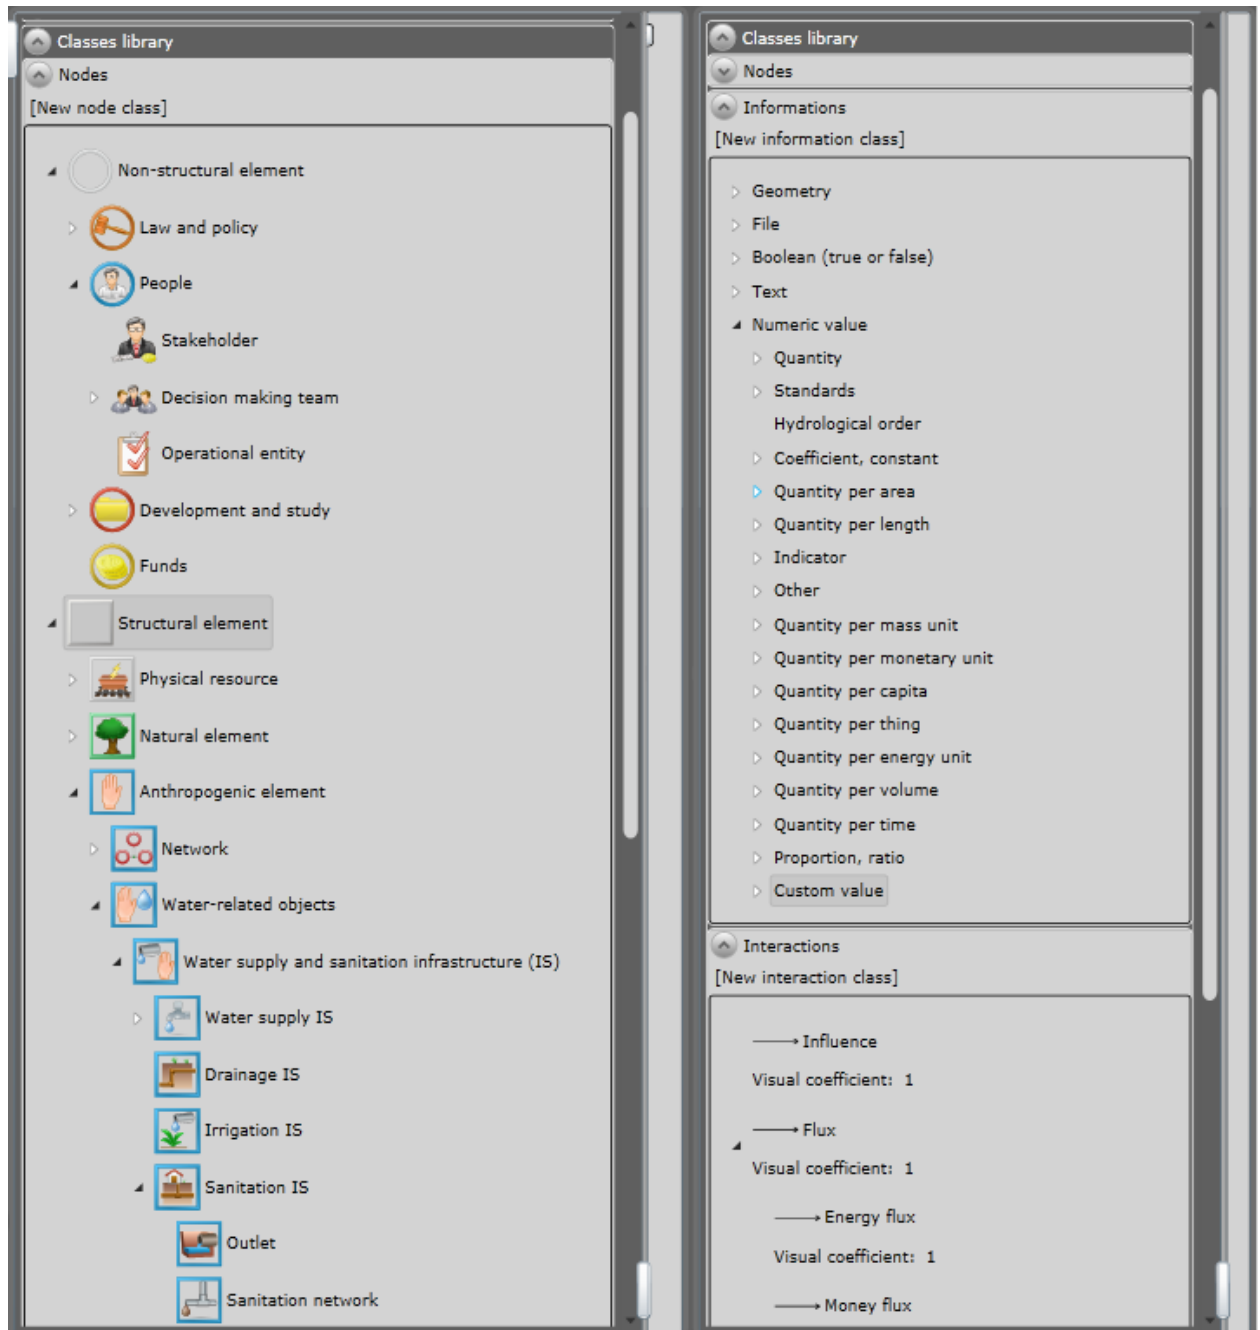 Classes library
Nodes
[New node class]
Non-structural element
Law and policy
People
Stakeholder
Decision making team
Operational entity
Development and study
Funds
Structural element
Physical resource
Natural element
Anthropogenic element
Network
Water-related objects
Water supply and sanitation infrastructure (IS)
Water supply IS
Drainage IS
Irrigation IS
Sanitation IS
Outlet
Sanitation network
Classes library
Nodes
Informations
[New information class]
Geometry
File
Boolean (true or false)
Text
Numeric value
Quantity
Standards
Hydrological order
Coefficient, constant
Quantity per area
Quantity per length
Indicator
Other
Quantity per mass unit
Quantity per monetary unit
Quantity per capita
Quantity per thing
Quantity per energy unit
Quantity per volume
Quantity per time
Proportion, ratio
Custom value
Interactions
[New interaction class]
Influence
Visual coefficient: 1
Flux
Visual coefficient: 1
Energy flux
Visual coefficient: 1
Money flux